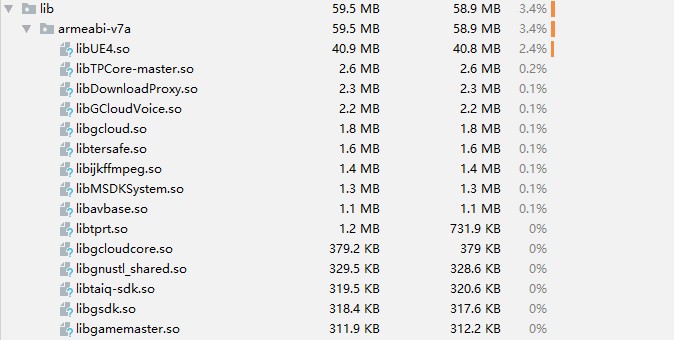 lib 59.5 MB 58.9 MB 3.4%
armeabi-v7a 59.5 MB 58.9 MB 3.4%
libUE4.so 40.9 MB 40.8 MB 2.4%
libTPCore-master.so 2.6 MB 2.6 MB 0.2%
libDownloadProxy.so 2.3 MB 2.3 MB 0.1%
libGCloudVoice.so 2.2 MB 2.2 MB 0.1%
libgcloud.so 1.8 MB 1.8 MB 0.1%
libtersafe.so 1.6 MB 1.6 MB 0.1%
libijkffmpeg.so 1.4 MB 1.4 MB 0.1%
libMSDKSystem.so 1.3 MB 1.3 MB 0.1%
libavbase.so 1.1 MB 1.1 MB 0.1%
libtprt.so 1.2 MB 731.9 KB 0%
libgcloudcore.so 379.2 KB 379 KB 0%
libgnustl_shared.so 329.5 KB 328.6 KB 0%
libtaiq-sdk.so 319.5 KB 320.6 KB 0%
libgsdk.so 318.4 KB 317.6 KB 0%
libgamemaster.so 311.9 KB 312.2 KB 0%